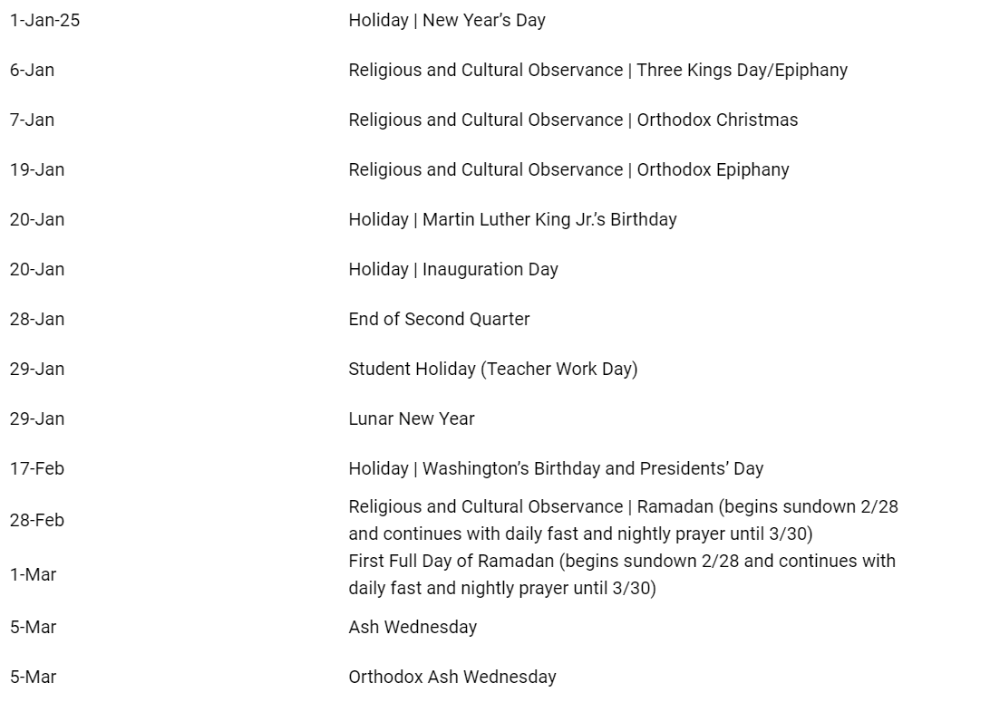 1-Jan-25 Holiday | New Year’s Day
6-Jan Religious and Cultural Observance | Three Kings Day/Epiphany
7-Jan Religious and Cultural Observance | Orthodox Christmas
19-Jan Religious and Cultural Observance | Orthodox Epiphany
20-Jan Holiday | Martin Luther King Jr.’s Birthday
20-Jan Holiday | Inauguration Day
28-Jan End of Second Quarter
29-Jan Student Holiday (Teacher Work Day)
29-Jan Lunar New Year
17-Feb Holiday | Washington’s Birthday and Presidents’ Day
28-Feb Religious and Cultural Observance | Ramadan (begins sundown 2/28
and continues with daily fast and nightly prayer until 3/30)
1-Mar First Full Day of Ramadan (begins sundown 2/28 and continues with
daily fast and nightly prayer until 3/30)
5-Mar Ash Wednesday
5-Mar Orthodox Ash Wednesday